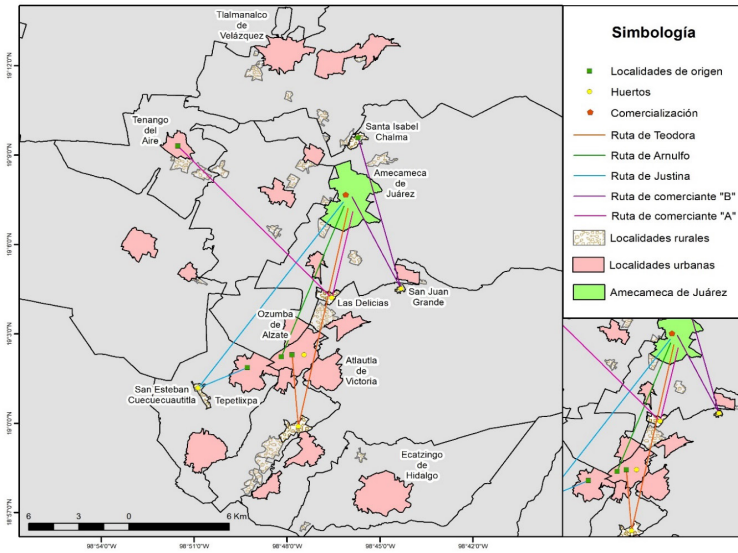 Tlalmanalco
de
Velázquez
Tenango
del
Aire
Santa Isabel
Chalma
Amecameca
de
Juárez
Las Delicias
San Juan
Grande
Ozumba
de
Alzate
Atlautla
de
Victoria
San Esteban
Cuecuecuautitla
Tepetlixpa
Ecatzingo
de
Hidalgo
6 3 0 6 Km
19°12'N
19°9'0"N
19°6'0"N
19°3'0"N
19°0'0"N
18°57'0"N
98°54'0"W
98°51'0"W
98°48'0"W
98°45'0"W
98°42'0"W
Simbología
Localidades de origen
Huertos
Comercialización
Ruta de Teodora
Ruta de Arnulfo
Ruta de Justina
Ruta de comerciante "B"
Ruta de comerciante "A"
Localidades rurales
Localidades urbanas
Amecameca de Juárez